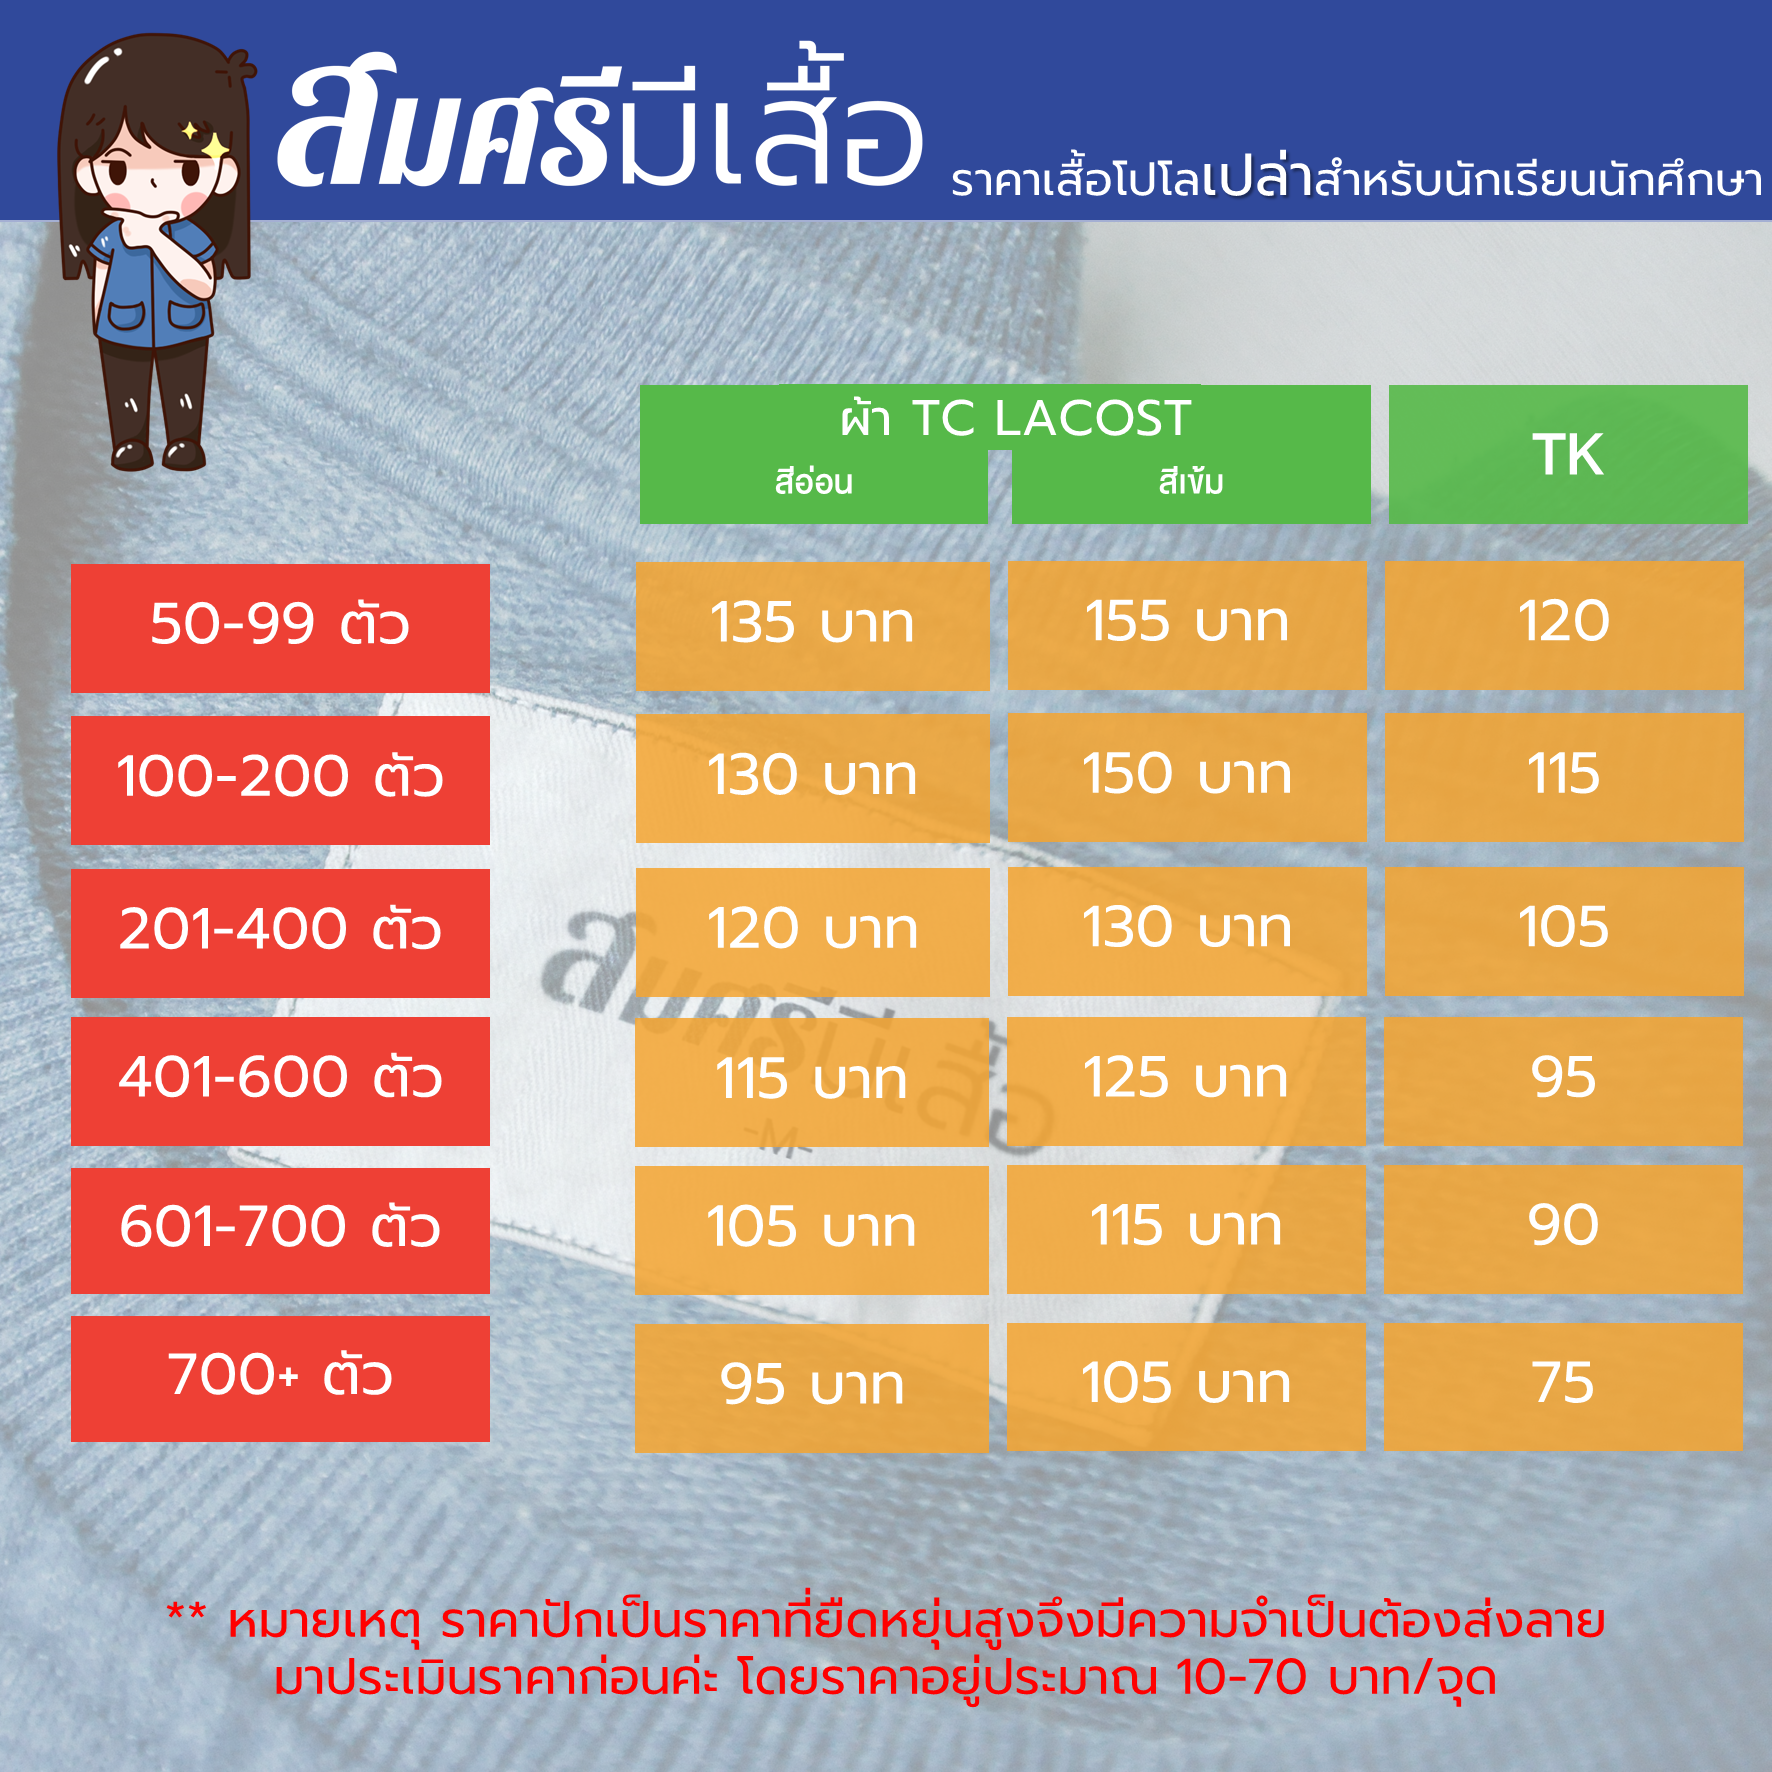 สมศรีมีเสื้อ
ราคาเสื้อโปโลเปล่าสำหรับนักเรียนนักศึกษา
ผ้า TC LACOST
สีอ่อน สีเข้ม TK
50-99 ตัว 135 บาท 155 บาท 120
100-200 ตัว 130 บาท 150 บาท 115
201-400 ตัว 120 บาท 130 บาท 105
401-600 ตัว 115 บาท 125 บาท 95
601-700 ตัว 105 บาท 115 บาท 90
700+ ตัว 95 บาท 105 บาท 75
สมศรีมีเสื้อ
-M-
** หมายเหตุ ราคาปักเป็นราคาที่ยืดหยุ่นสูงจึงมีความจำเป็นต้องส่งลาย
มาประเมินราคาก่อนค่ะ โดยราคาอยู่ประมาณ 10-70 บาท/จุด